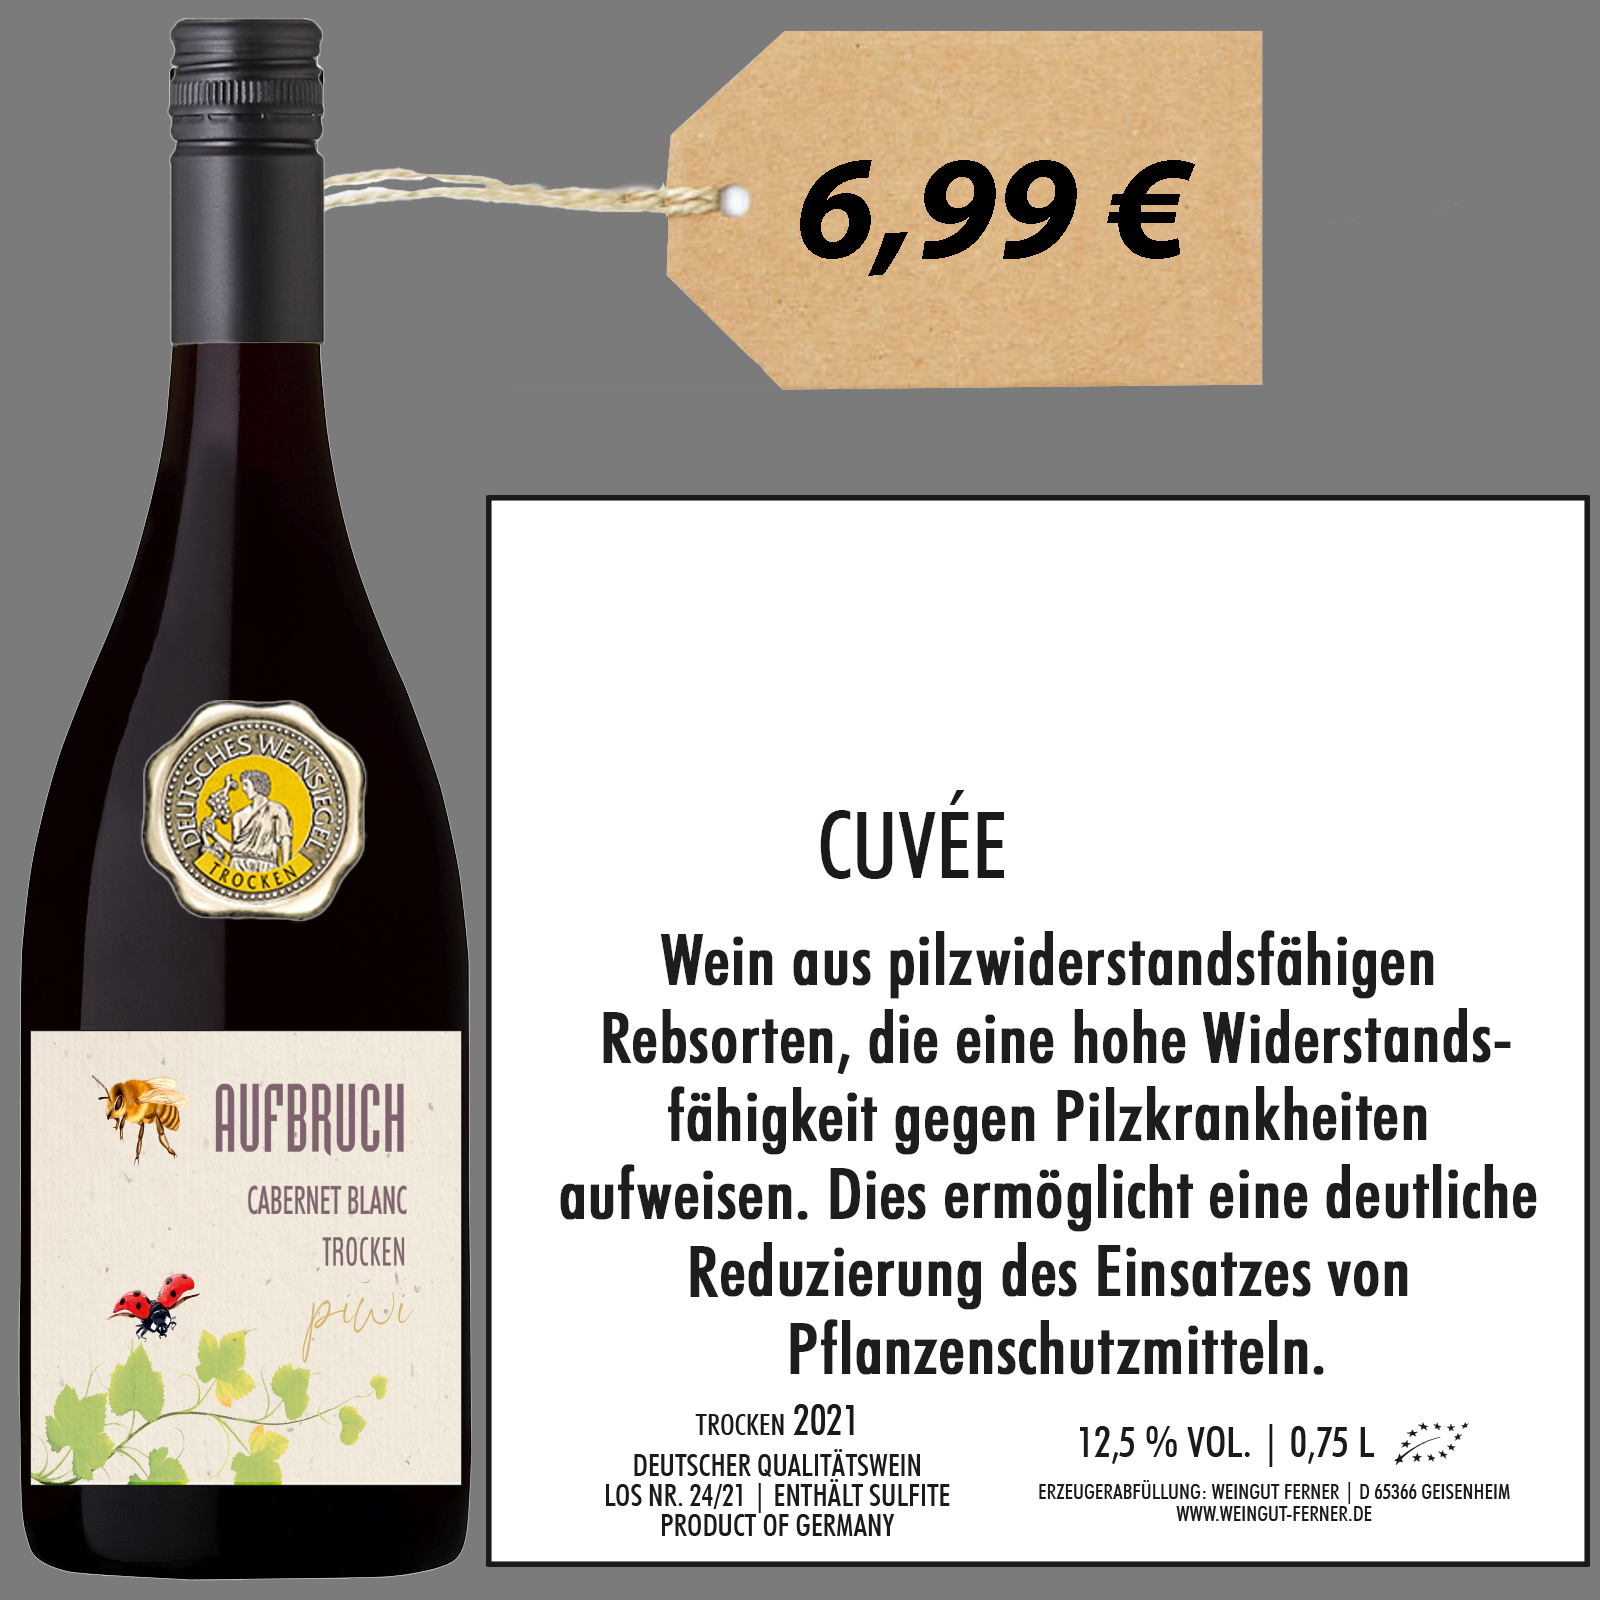 6,99 €
DEUTSCHES WEINSIEGEL
TROCKEN
AUFBRUCH
CABERNET BLANC
TROCKEN
piwi
CUVÉE
Wein aus pilzwiderstandsfähigen
Rebsorten, die eine hohe Widerstands-
fähigkeit gegen Pilzkrankheiten
aufweisen. Dies ermöglicht eine deutliche
Reduzierung des Einsatzes von
Pflanzenschutzmitteln.
TROCKEN 2021
DEUTSCHER QUALITÄTSWEIN
LOS NR. 24/21 | ENTHÄLT SULFITE
PRODUCT OF GERMANY
12,5 % VOL. | 0,75 L
ERZEUGERABFÜLLUNG: WEINGUT FERNER | D 65366 GEISENHEIM
WWW.WEINGUT-FERNER.DE